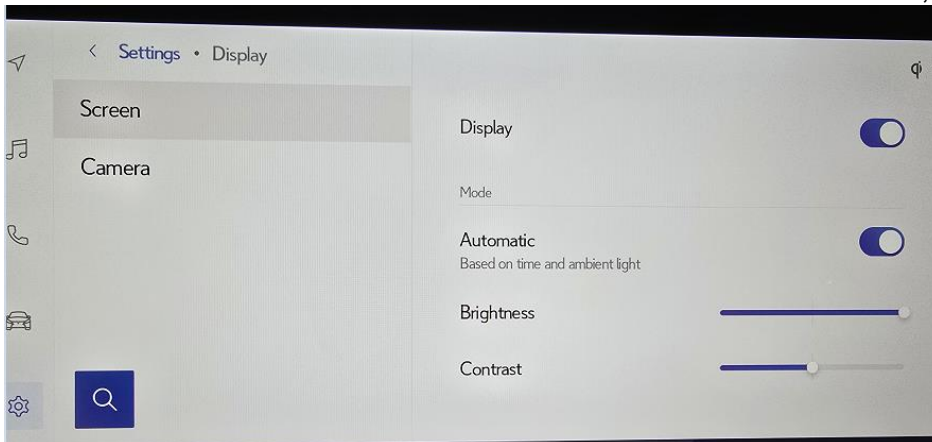 Settings • Display
Screen
Camera
Display
Mode
Automatic
Based on time and ambient light
Brightness
Contrast